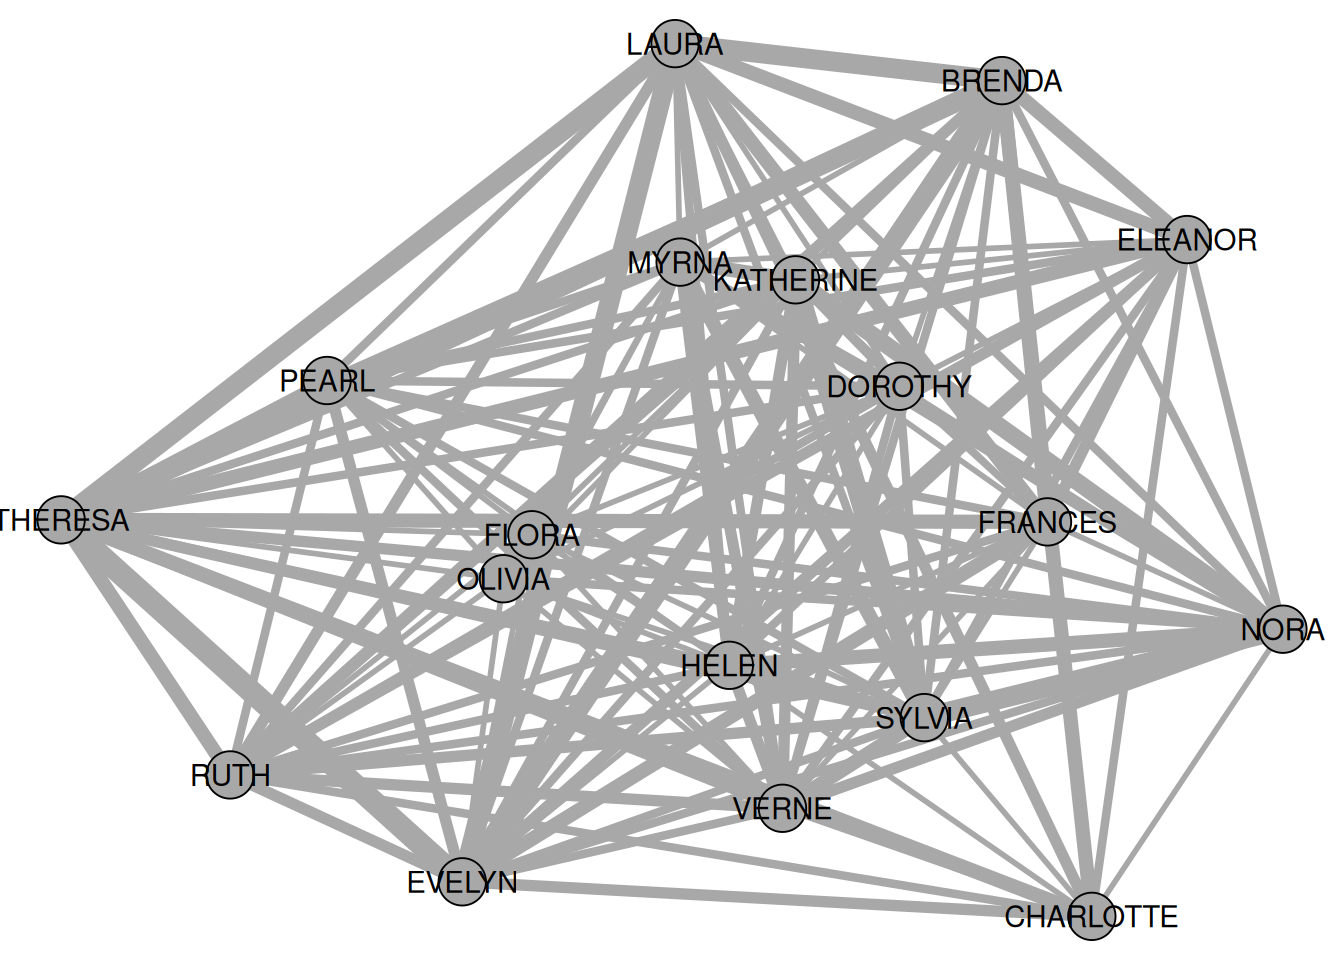 LAURA
BRENDA
ELEANOR
MYRNA
KATHERINE
PEARL
DOROTHY
THERESA
FLORA
FRANCES
OLIVIA
NORA
HELEN
SYLVIA
RUTH
VERNE
EVELYN
CHARLOTTE